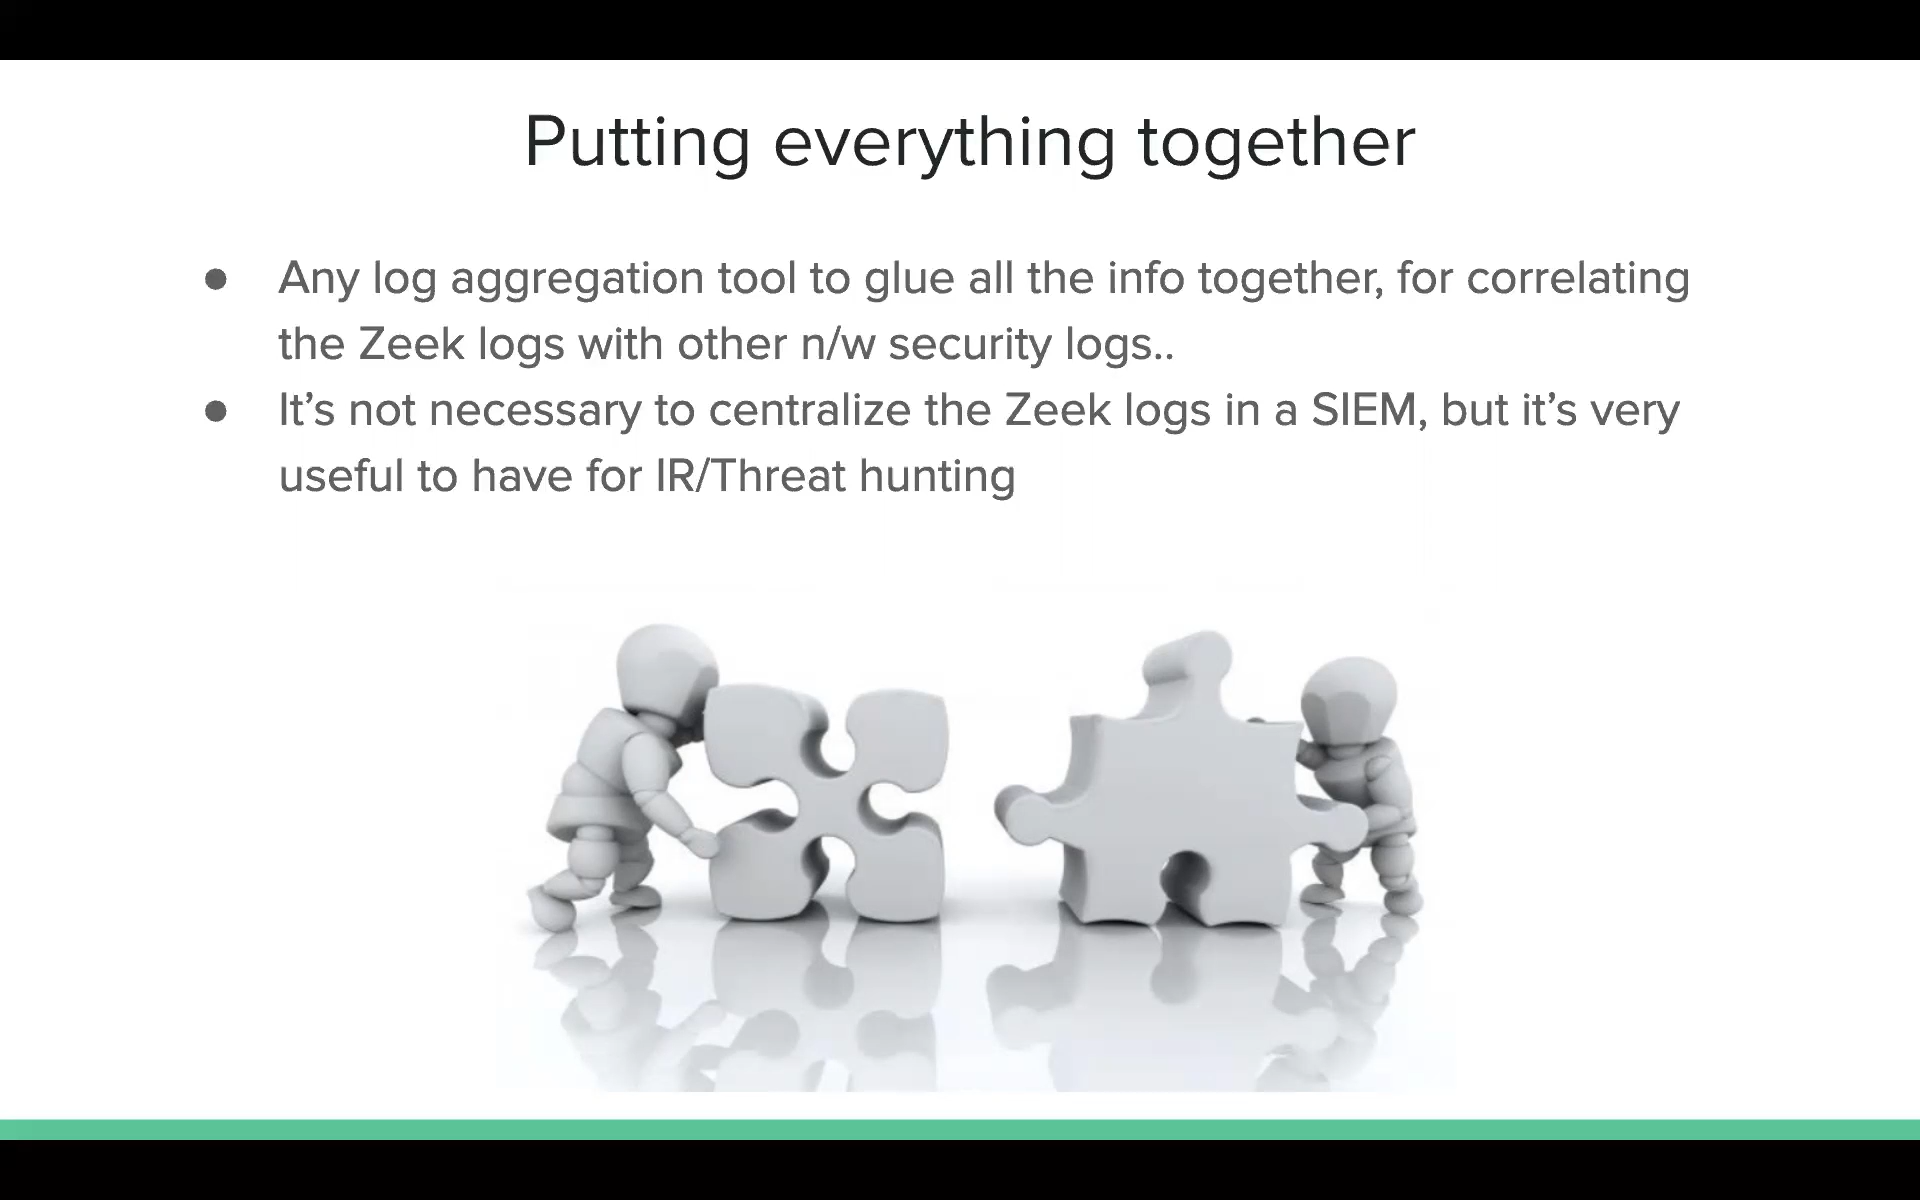 Putting everything together
● Any log aggregation tool to glue all the info together, for correlating
the Zeek logs with other n/w security logs..
● It’s not necessary to centralize the Zeek logs in a SIEM, but it’s very
useful to have for IR/Threat hunting